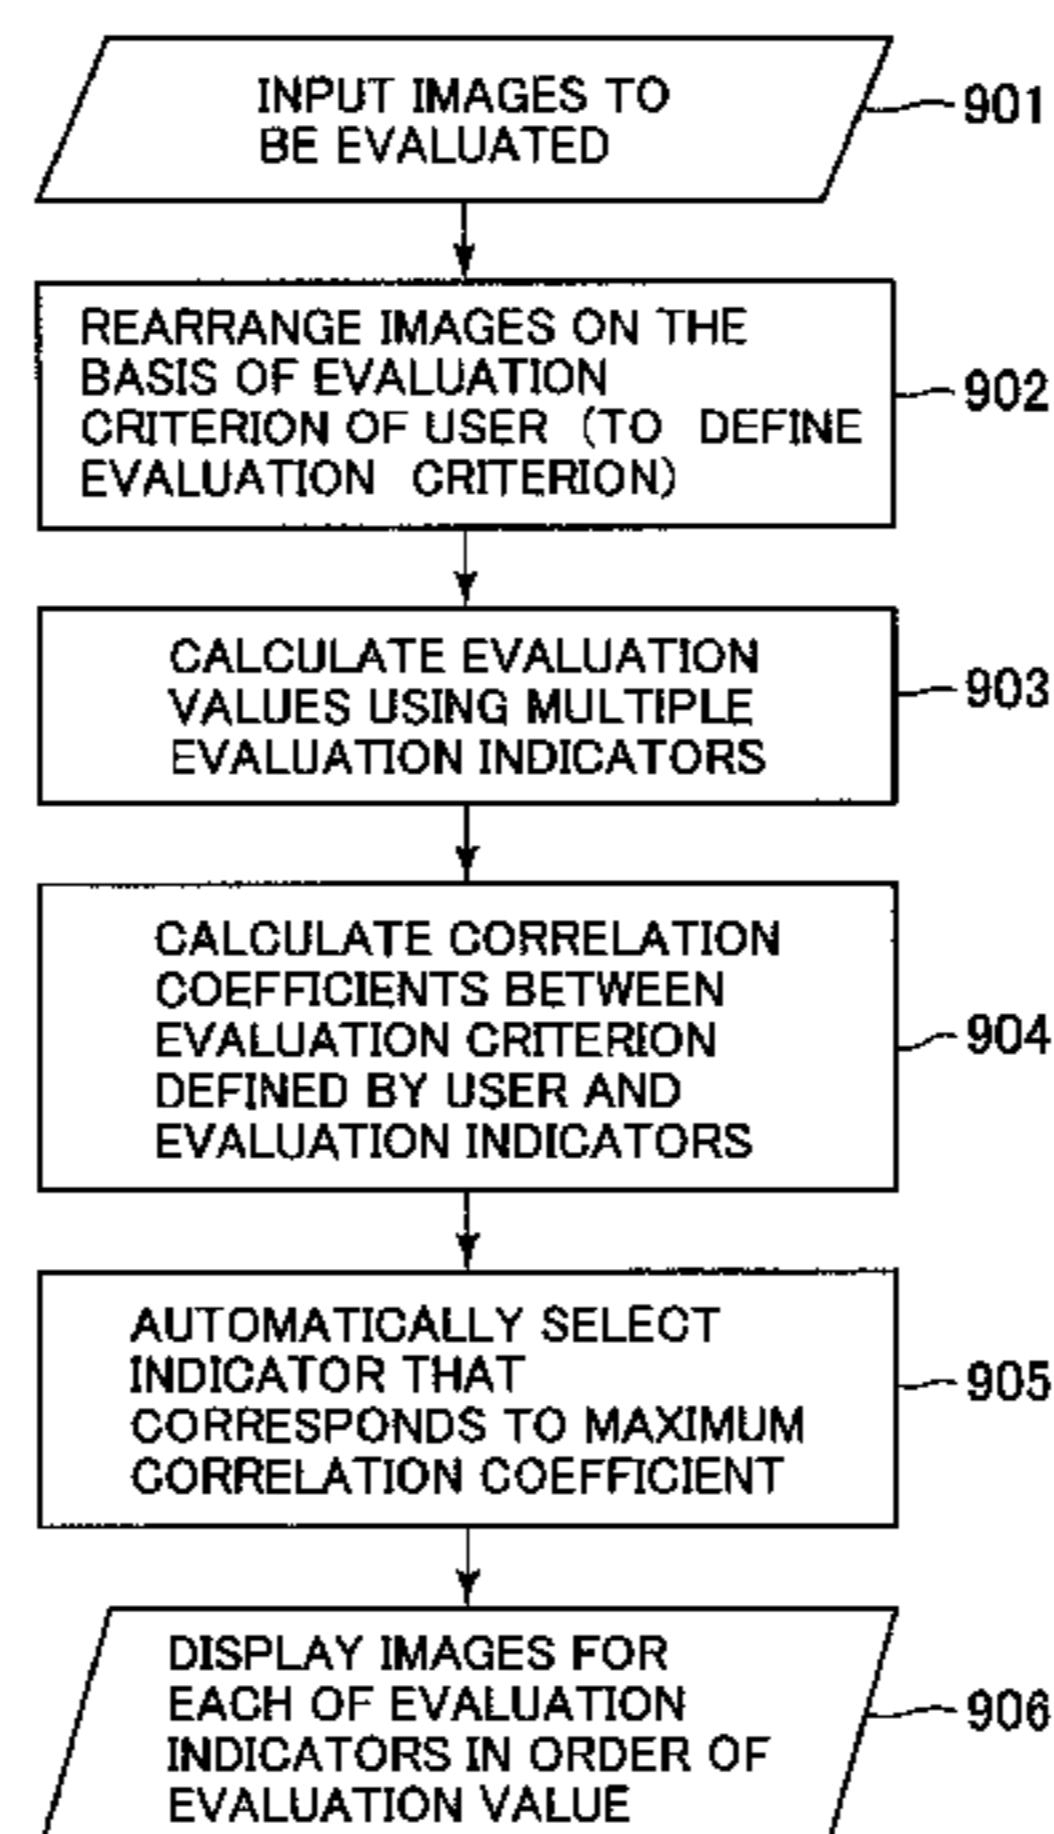 INPUT IMAGES TO
BE EVALUATED
901
REARRANGE IMAGES ON THE
BASIS OF EVALUATION
CRITERION OF USER (TO DEFINE
EVALUATION CRITERION)
902
CALCULATE EVALUATION
VALUES USING MULTIPLE
EVALUATION INDICATORS
903
CALCULATE CORRELATION
COEFFICIENTS BETWEEN
EVALUATION CRITERION
DEFINED BY USER AND
EVALUATION INDICATORS
904
AUTOMATICALLY SELECT
INDICATOR THAT
CORRESPONDS TO MAXIMUM
CORRELATION COEFFICIENT
905
DISPLAY IMAGES FOR
EACH OF EVALUATION
INDICATORS IN ORDER OF
EVALUATION VALUE
906